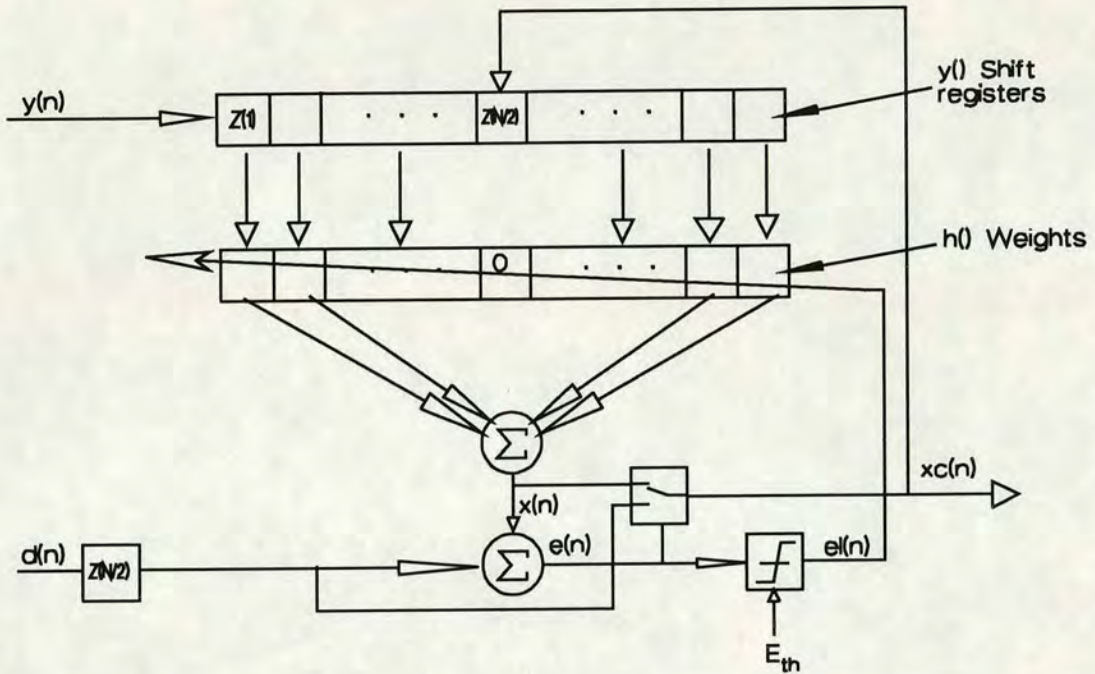 y() Shift
registers
y(n)
Z(1)
. . .
Z(N/2)
. . .
h() Weights
. . .
0
. . .
Σ
xc(n)
x(n)
d(n)
Z(N/2)
Σ
e(n)
el(n)
E_th